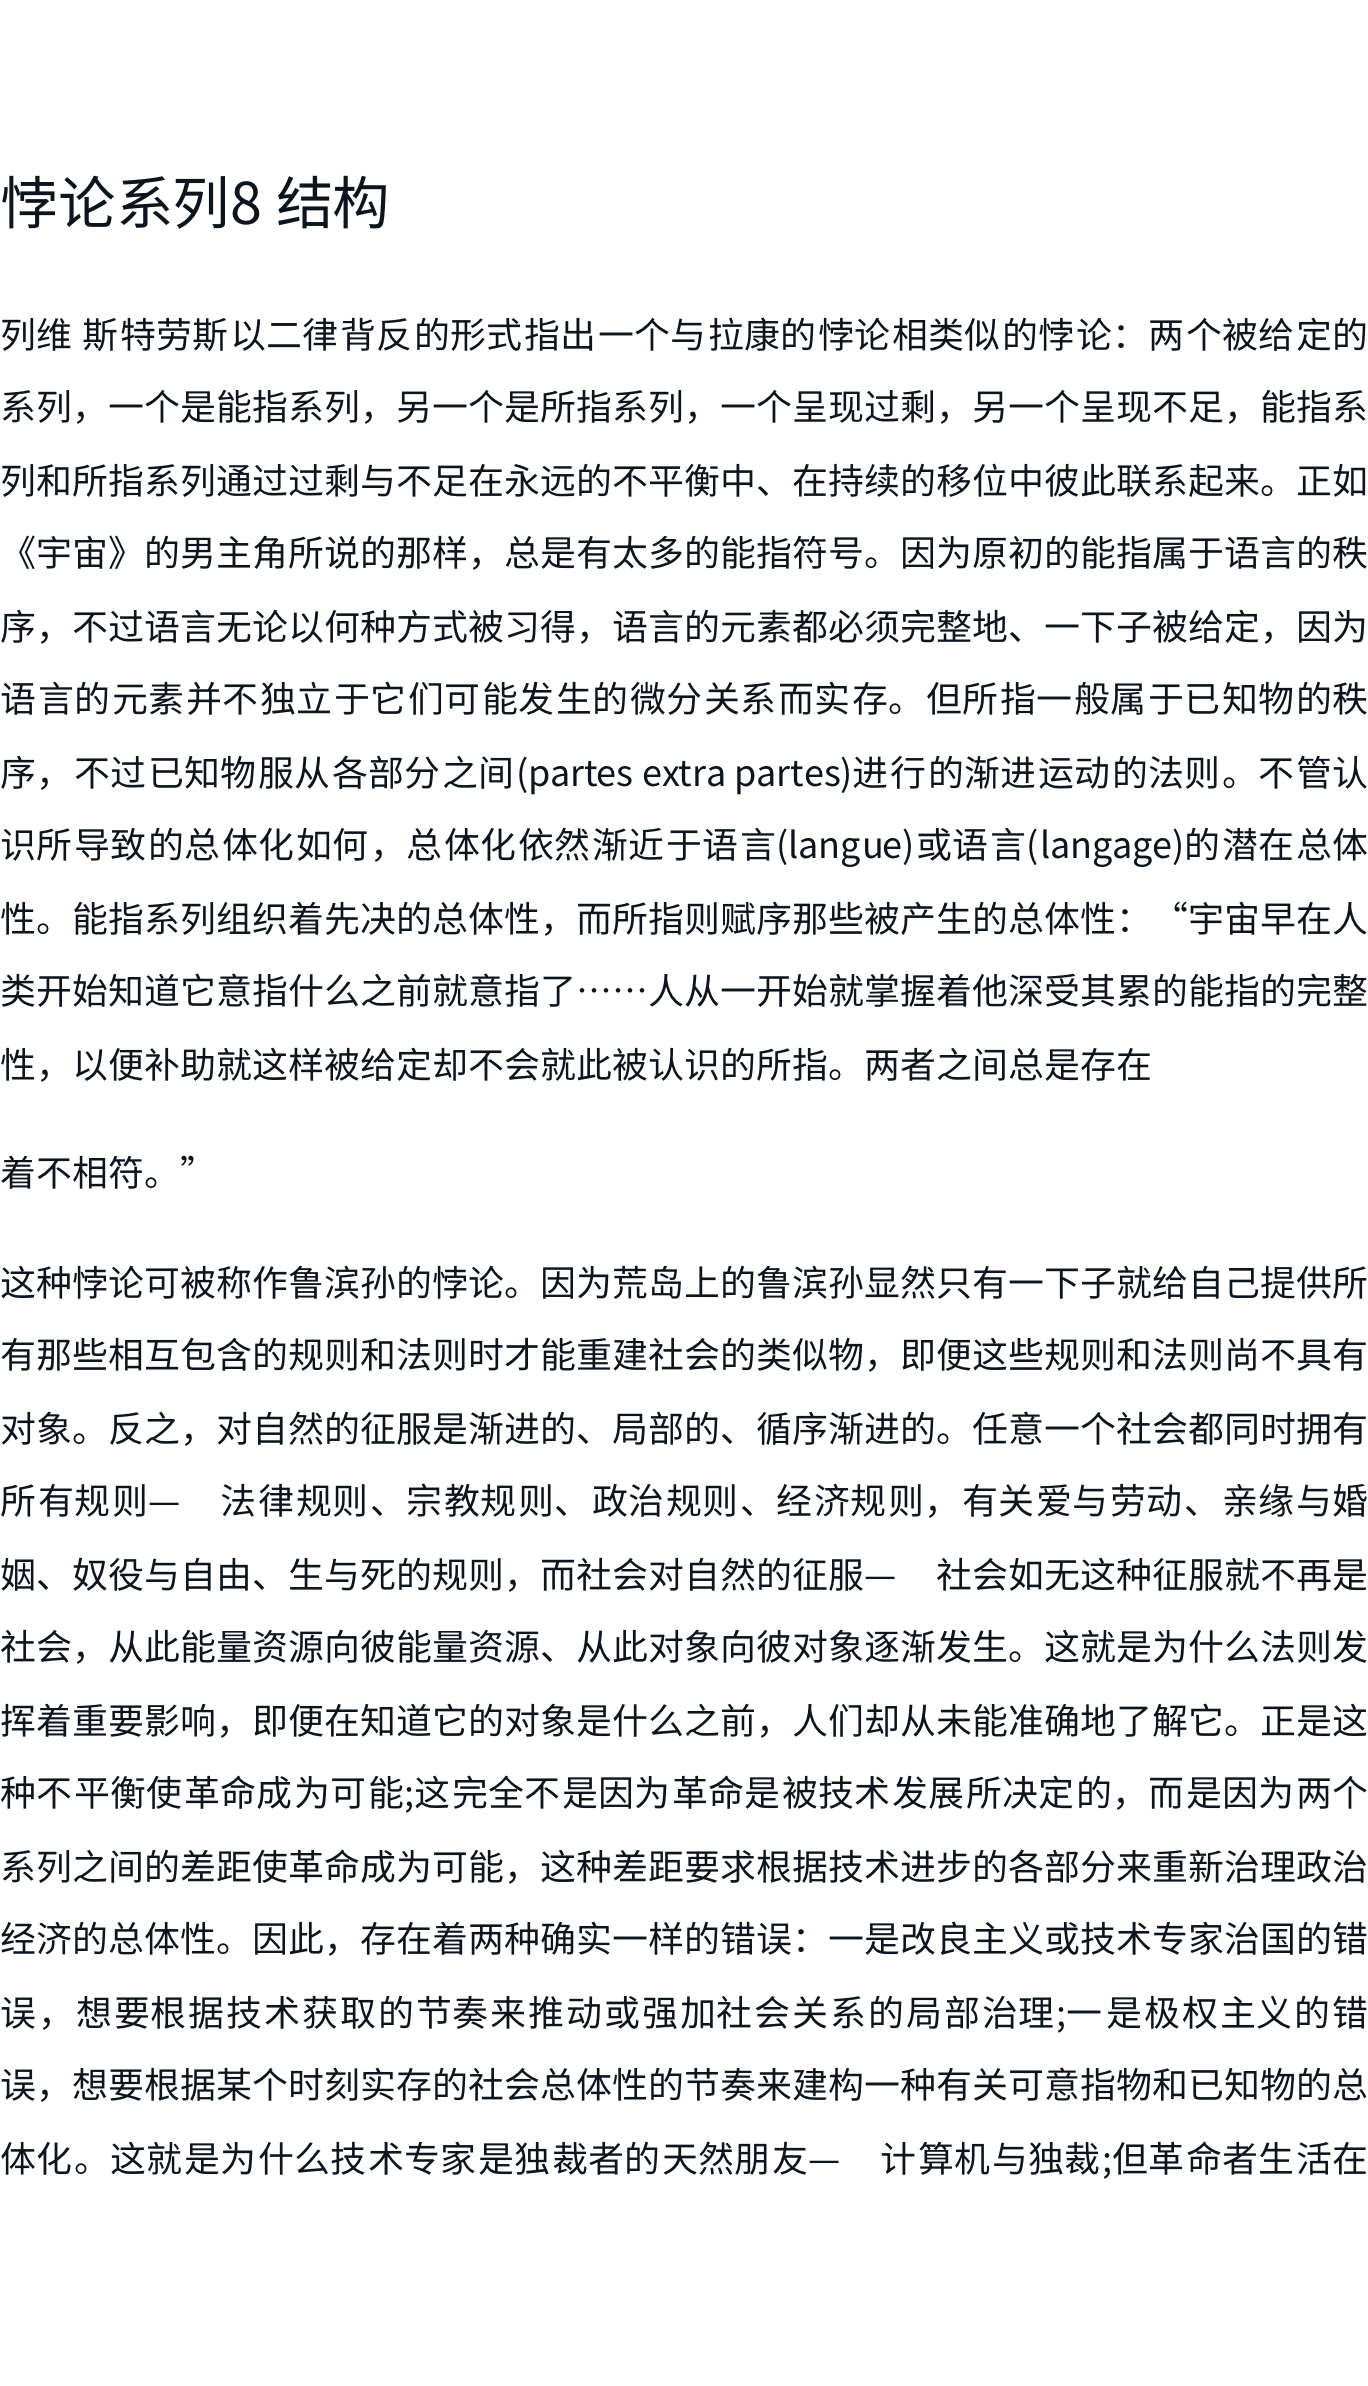 悖论系列8 结构
列维 斯特劳斯以二律背反的形式指出一个与拉康的悖论相类似的悖论：两个被给定的
系列，一个是能指系列，另一个是所指系列，一个呈现过剩，另一个呈现不足，能指系
列和所指系列通过过剩与不足在永远的不平衡中、在持续的移位中彼此联系起来。正如
《宇宙》的男主角所说的那样，总是有太多的能指符号。因为原初的能指属于语言的秩
序，不过语言无论以何种方式被习得，语言的元素都必须完整地、一下子被给定，因为
语言的元素并不独立于它们可能发生的微分关系而实存。但所指一般属于已知物的秩
序，不过已知物服从各部分之间(partes extra partes)进行的渐进运动的法则。不管认
识所导致的总体化如何，总体化依然渐近于语言(langue)或语言(langage)的潜在总体
性。能指系列组织着先决的总体性，而所指则赋序那些被产生的总体性：“宇宙早在人
类开始知道它意指什么之前就意指了……人从一开始就掌握着他深受其累的能指的完整
性，以便补助就这样被给定却不会就此被认识的所指。两者之间总是存在
着不相符。”
这种悖论可被称作鲁滨孙的悖论。因为荒岛上的鲁滨孙显然只有一下子就给自己提供所
有那些相互包含的规则和法则时才能重建社会的类似物，即便这些规则和法则尚不具有
对象。反之，对自然的征服是渐进的、局部的、循序渐进的。任意一个社会都同时拥有
所有规则—　法律规则、宗教规则、政治规则、经济规则，有关爱与劳动、亲缘与婚
姻、奴役与自由、生与死的规则，而社会对自然的征服—　社会如无这种征服就不再是
社会，从此能量资源向彼能量资源、从此对象向彼对象逐渐发生。这就是为什么法则发
挥着重要影响，即便在知道它的对象是什么之前，人们却从未能准确地了解它。正是这
种不平衡使革命成为可能;这完全不是因为革命是被技术发展所决定的，而是因为两个
系列之间的差距使革命成为可能，这种差距要求根据技术进步的各部分来重新治理政治
经济的总体性。因此，存在着两种确实一样的错误：一是改良主义或技术专家治国的错
误，想要根据技术获取的节奏来推动或强加社会关系的局部治理;一是极权主义的错
误，想要根据某个时刻实存的社会总体性的节奏来建构一种有关可意指物和已知物的总
体化。这就是为什么技术专家是独裁者的天然朋友—　计算机与独裁;但革命者生活在